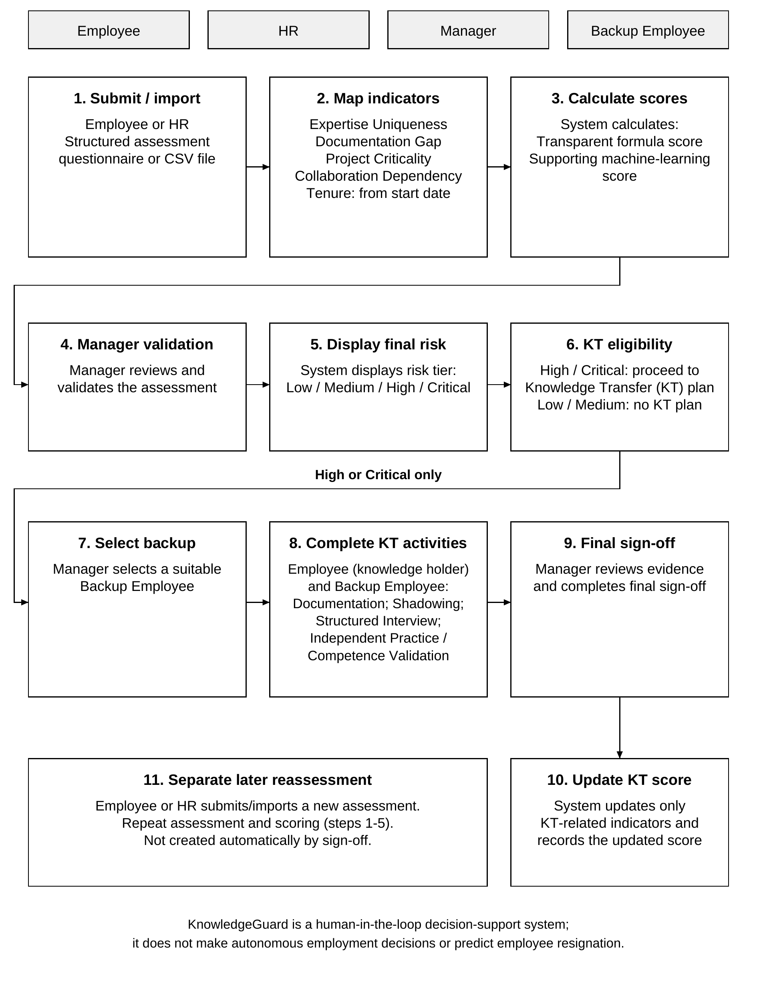 Employee
HR
Manager
Backup Employee
1. Submit / import
Employee or HR
Structured assessment
questionnaire or CSV file
2. Map indicators
Expertise Uniqueness
Documentation Gap
Project Criticality
Collaboration Dependency
Tenure: from start date
3. Calculate scores
System calculates:
Transparent formula score
Supporting machine-learning
score
4. Manager validation
Manager reviews and
validates the assessment
5. Display final risk
System displays risk tier:
Low / Medium / High / Critical
6. KT eligibility
High / Critical: proceed to
Knowledge Transfer (KT) plan
Low / Medium: no KT plan
High or Critical only
7. Select backup
Manager selects a suitable
Backup Employee
8. Complete KT activities
Employee (knowledge holder)
and Backup Employee:
Documentation; Shadowing;
Structured Interview;
Independent Practice /
Competence Validation
9. Final sign-off
Manager reviews evidence
and completes final sign-off
11. Separate later reassessment
Employee or HR submits/imports a new assessment.
Repeat assessment and scoring (steps 1-5).
Not created automatically by sign-off.
10. Update KT score
System updates only
KT-related indicators and
records the updated score
KnowledgeGuard is a human-in-the-loop decision-support system;
it does not make autonomous employment decisions or predict employee resignation.